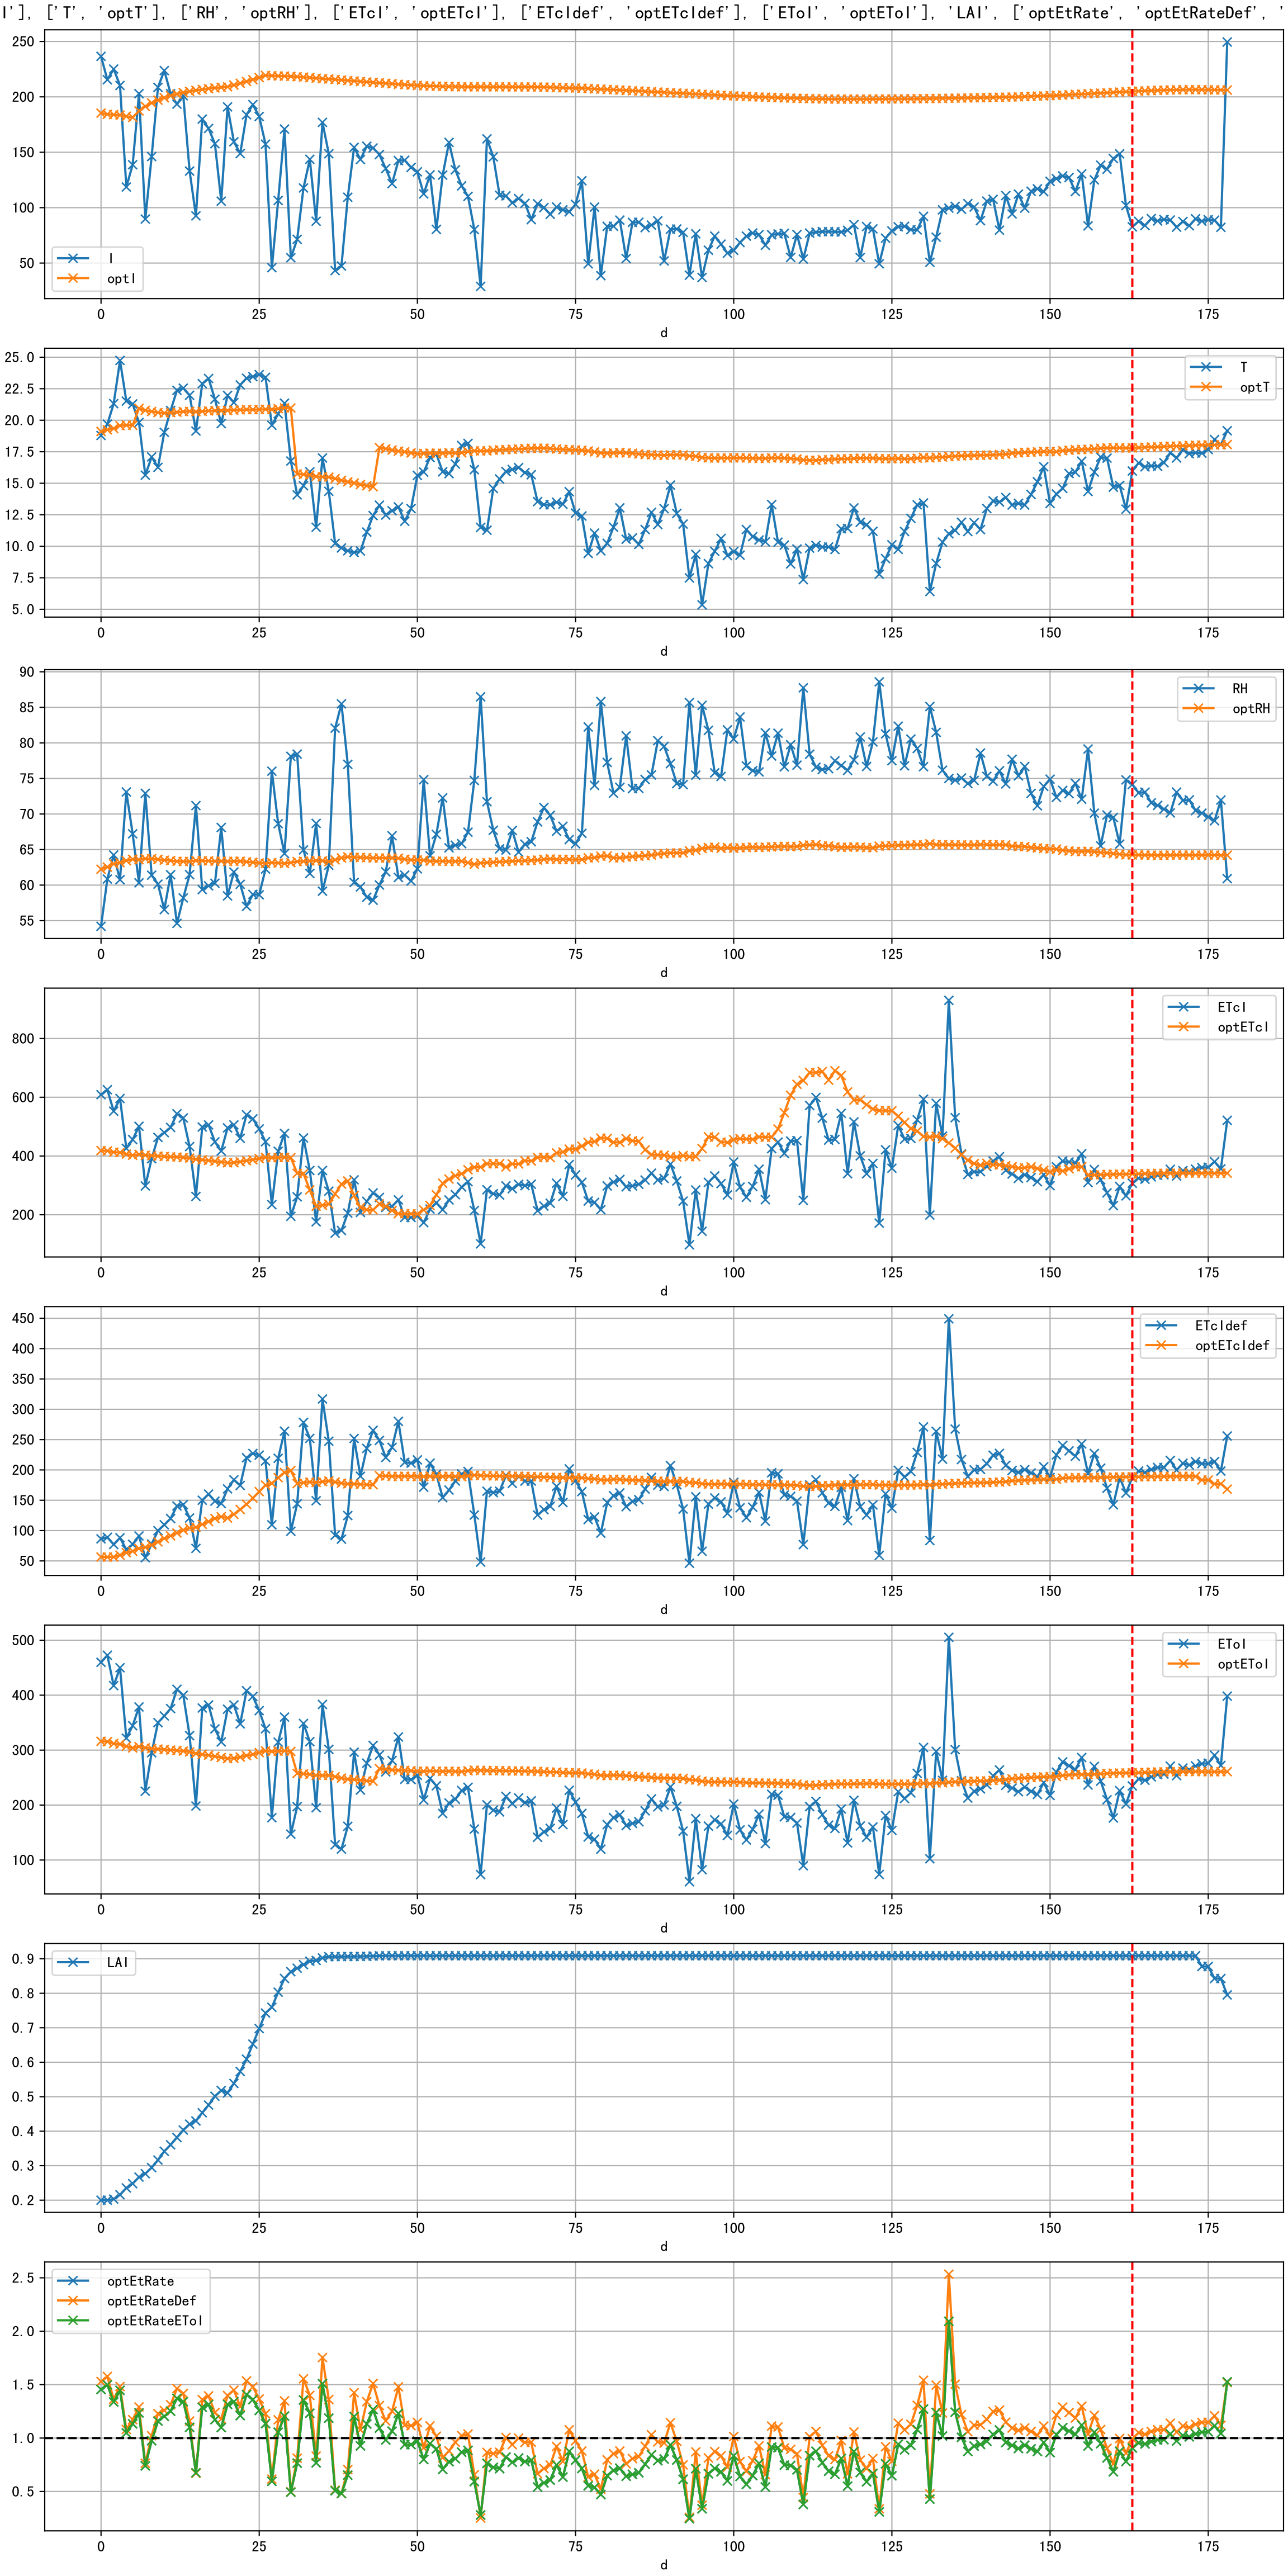 I'], ['T', 'optT'], ['RH', 'optRH'], ['ETcI', 'optETcI'], ['ETcIdef', 'optETcIdef'], ['EToI', 'optEToI'], 'LAI', ['optEtRate', 'optEtRateDef', '
250
200
150
100
50
I
optI
0 25 50 75 100 125 150 175
d
25.0
22.5
20.0
17.5
15.0
12.5
10.0
7.5
5.0
T
optT
0 25 50 75 100 125 150 175
d
90
85
80
75
70
65
60
55
RH
optRH
0 25 50 75 100 125 150 175
d
800
600
400
200
ETcI
optETcI
0 25 50 75 100 125 150 175
d
450
400
350
300
250
200
150
100
50
ETcIdef
optETcIdef
0 25 50 75 100 125 150 175
d
500
400
300
200
100
EToI
optEToI
0 25 50 75 100 125 150 175
d
0.9
0.8
0.7
0.6
0.5
0.4
0.3
0.2
LAI
0 25 50 75 100 125 150 175
d
2.5
2.0
1.5
1.0
0.5
optEtRate
optEtRateDef
optEtRateEToI
0 25 50 75 100 125 150 175
d